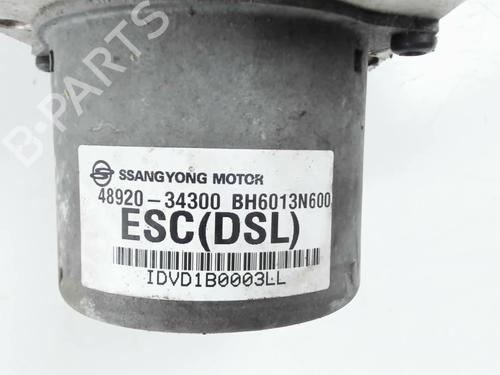 B-PARTS
SSANGYONG MOTOR
48920-34300 BH6013N600
ESC(DSL)
IDVD1B0003LL